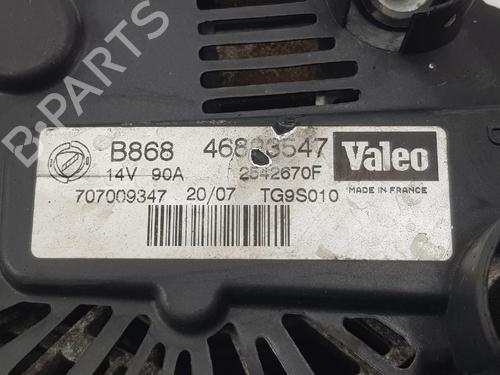 B-PARTS
B868 46823547 Valeo
14V 90A 2542670F MADE IN FRANCE
707009347 20/07 TG9S010